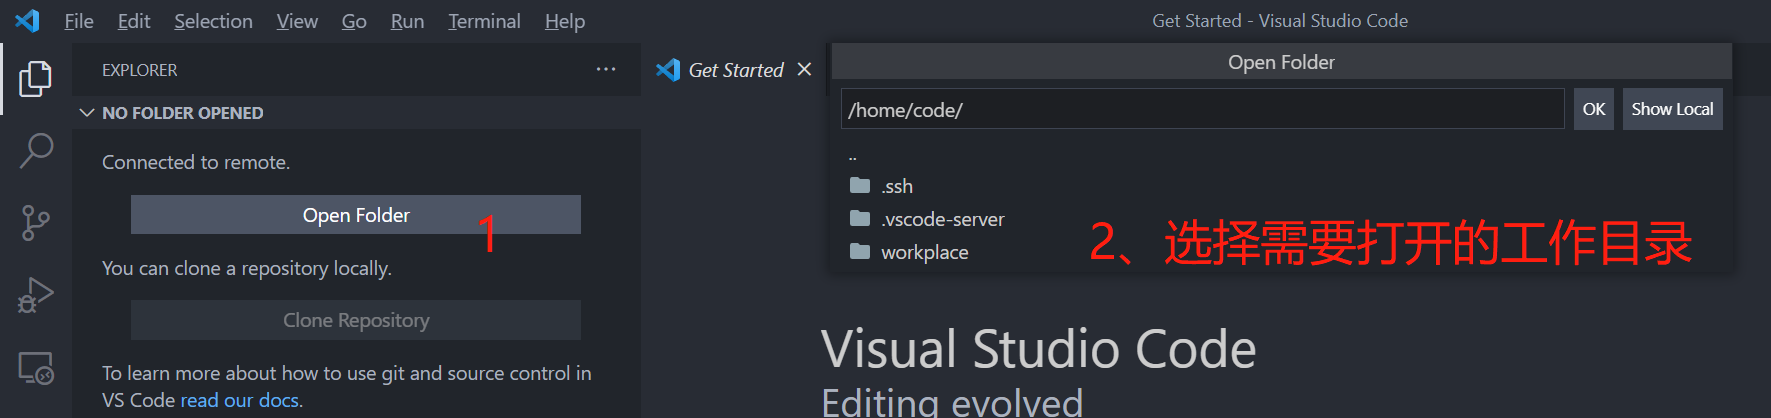 File Edit Selection View Go Run Terminal Help
Get Started - Visual Studio Code
EXPLORER
NO FOLDER OPENED
Connected to remote.
Open Folder
1
You can clone a repository locally.
Clone Repository
To learn more about how to use git and source control in
VS Code read our docs.
Get Started
Open Folder
/home/code/
OK
Show Local
..
.ssh
.vscode-server
workplace
2、选择需要打开的工作目录
Visual Studio Code
Editing evolved